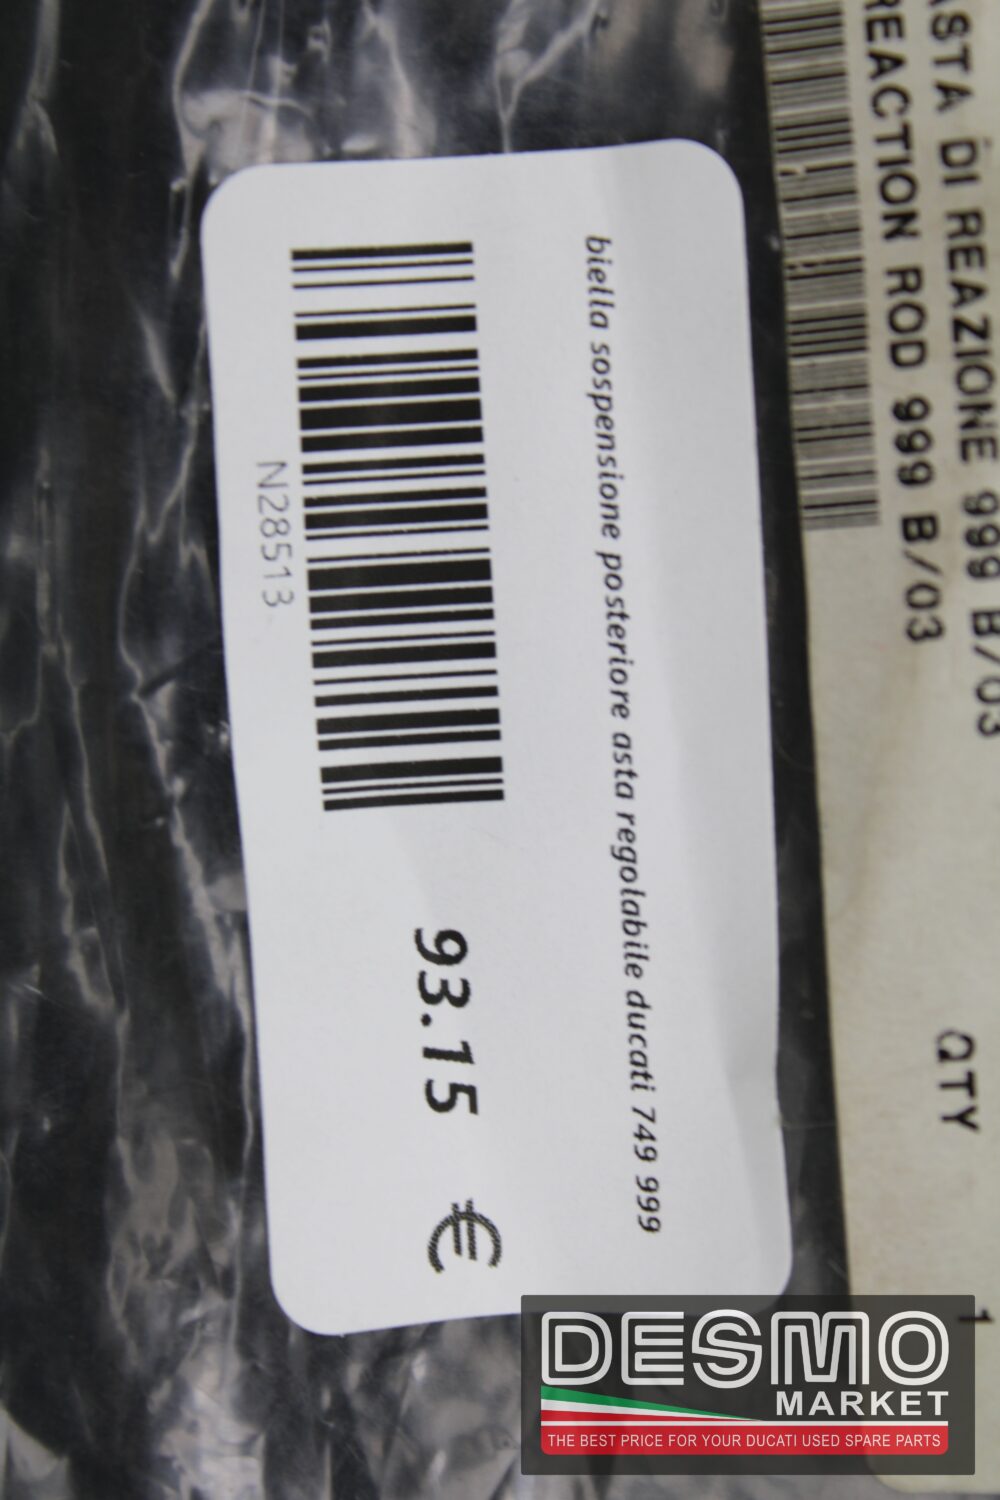 ASTA DI REAZIONE 999 B/03
REACTION ROD 999 B/03
QTY
1
biella sospensione posteriore asta regolabile ducati 749 999
93.15 €
N28513
DESMO
MARKET
THE BEST PRICE FOR YOUR DUCATI USED SPARE PARTS